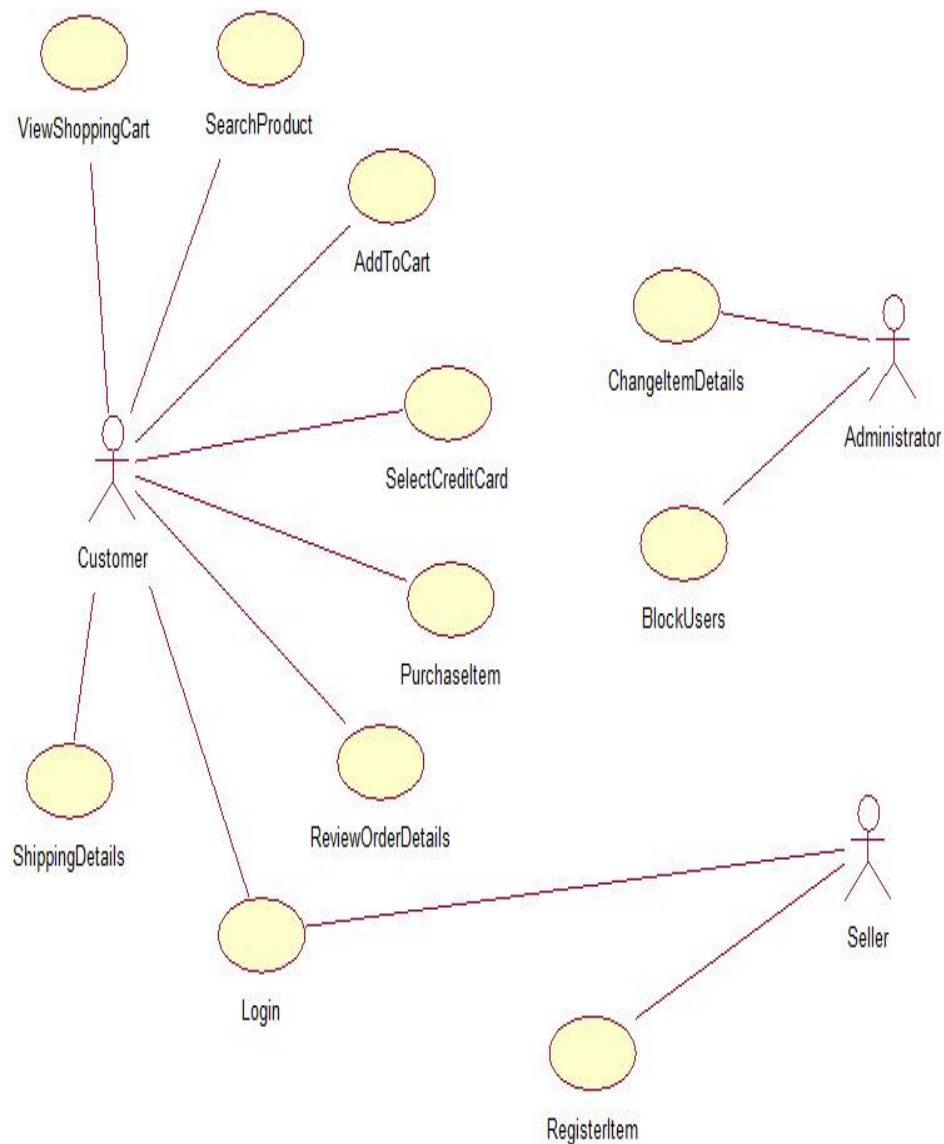 ViewShoppingCart
SearchProduct
AddToCart
ChangeItemDetails
Administrator
SelectCreditCard
Customer
BlockUsers
PurchaseItem
ReviewOrderDetails
ShippingDetails
Seller
Login
RegisterItem